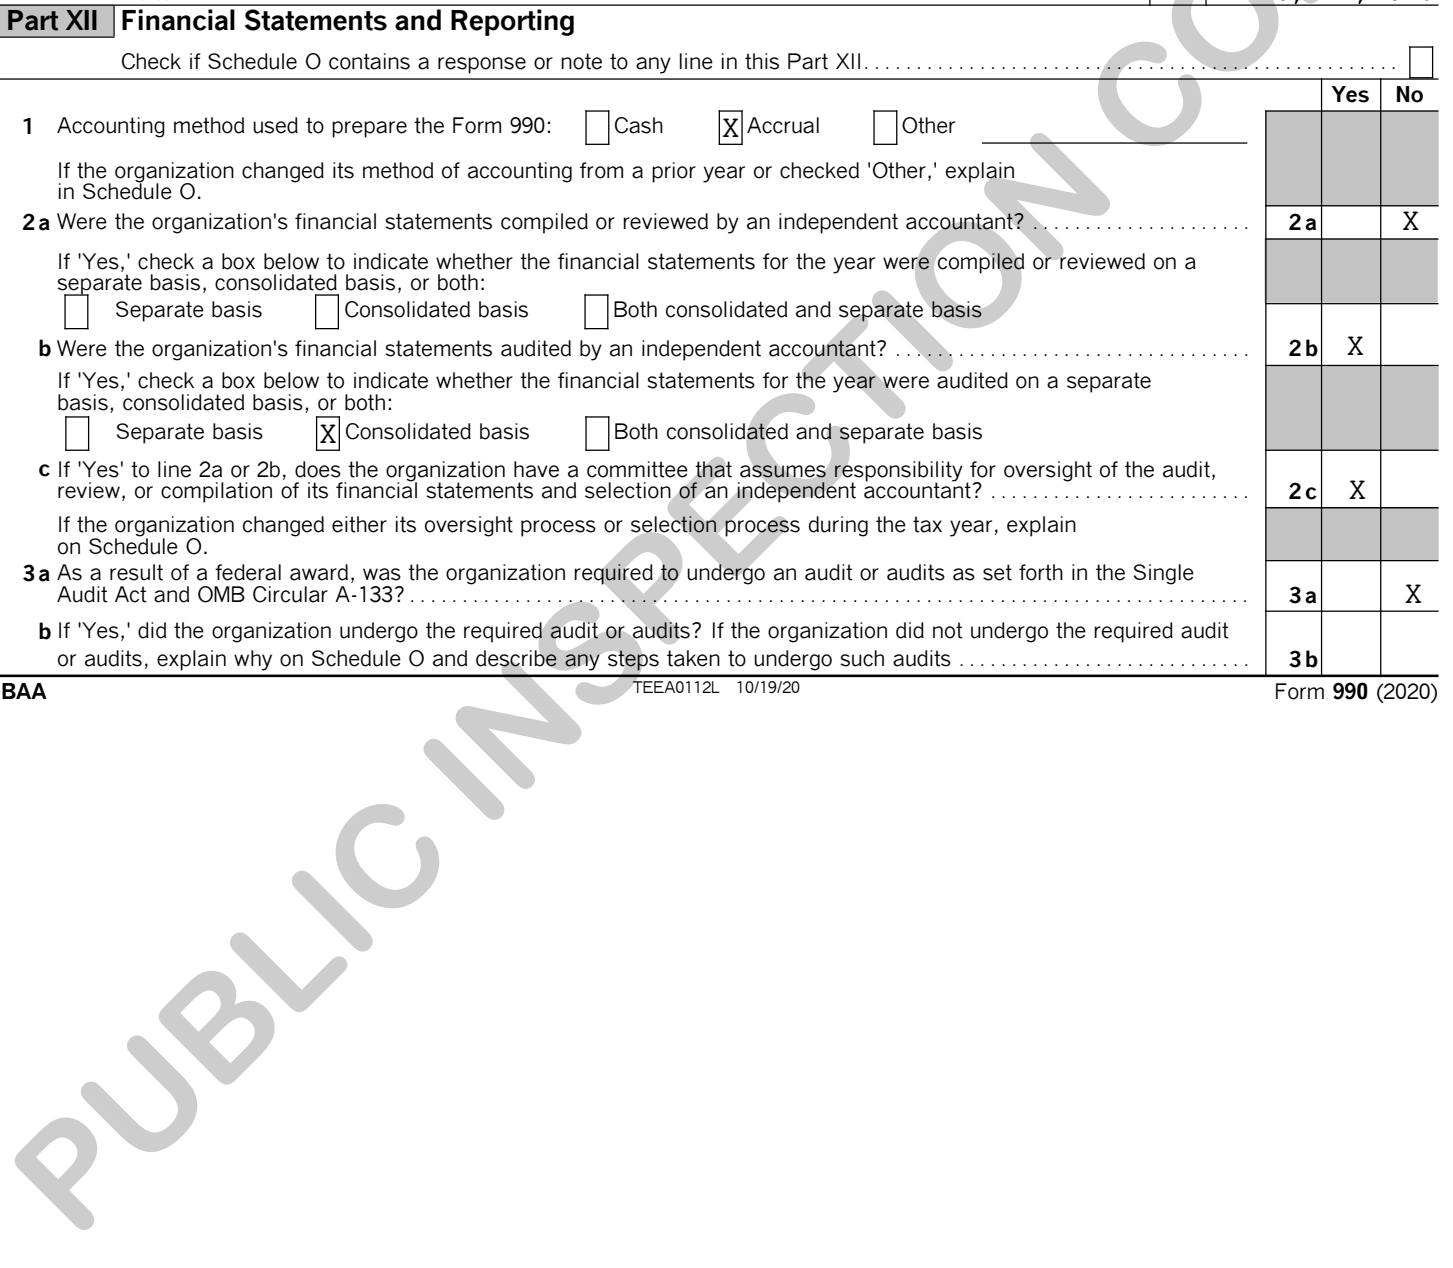 Part XII Financial Statements and Reporting
Check if Schedule O contains a response or note to any line in this Part XII
Yes No
1 Accounting method used to prepare the Form 990: Cash X Accrual Other
If the organization changed its method of accounting from a prior year or checked 'Other,' explain
in Schedule O.
2a Were the organization's financial statements compiled or reviewed by an independent accountant? 2a X
If 'Yes,' check a box below to indicate whether the financial statements for the year were compiled or reviewed on a
separate basis, consolidated basis, or both:
Separate basis Consolidated basis Both consolidated and separate basis
b Were the organization's financial statements audited by an independent accountant? 2b X
If 'Yes,' check a box below to indicate whether the financial statements for the year were audited on a separate
basis, consolidated basis, or both:
Separate basis X Consolidated basis Both consolidated and separate basis
c If 'Yes' to line 2a or 2b, does the organization have a committee that assumes responsibility for oversight of the audit,
review, or compilation of its financial statements and selection of an independent accountant? 2c X
If the organization changed either its oversight process or selection process during the tax year, explain
on Schedule O.
3a As a result of a federal award, was the organization required to undergo an audit or audits as set forth in the Single
Audit Act and OMB Circular A-133? 3a X
b If 'Yes,' did the organization undergo the required audit or audits? If the organization did not undergo the required audit
or audits, explain why on Schedule O and describe any steps taken to undergo such audits 3b
BAA TEEA0112L 10/19/20 Form 990 (2020)
PUBLIC INSPECTION CO